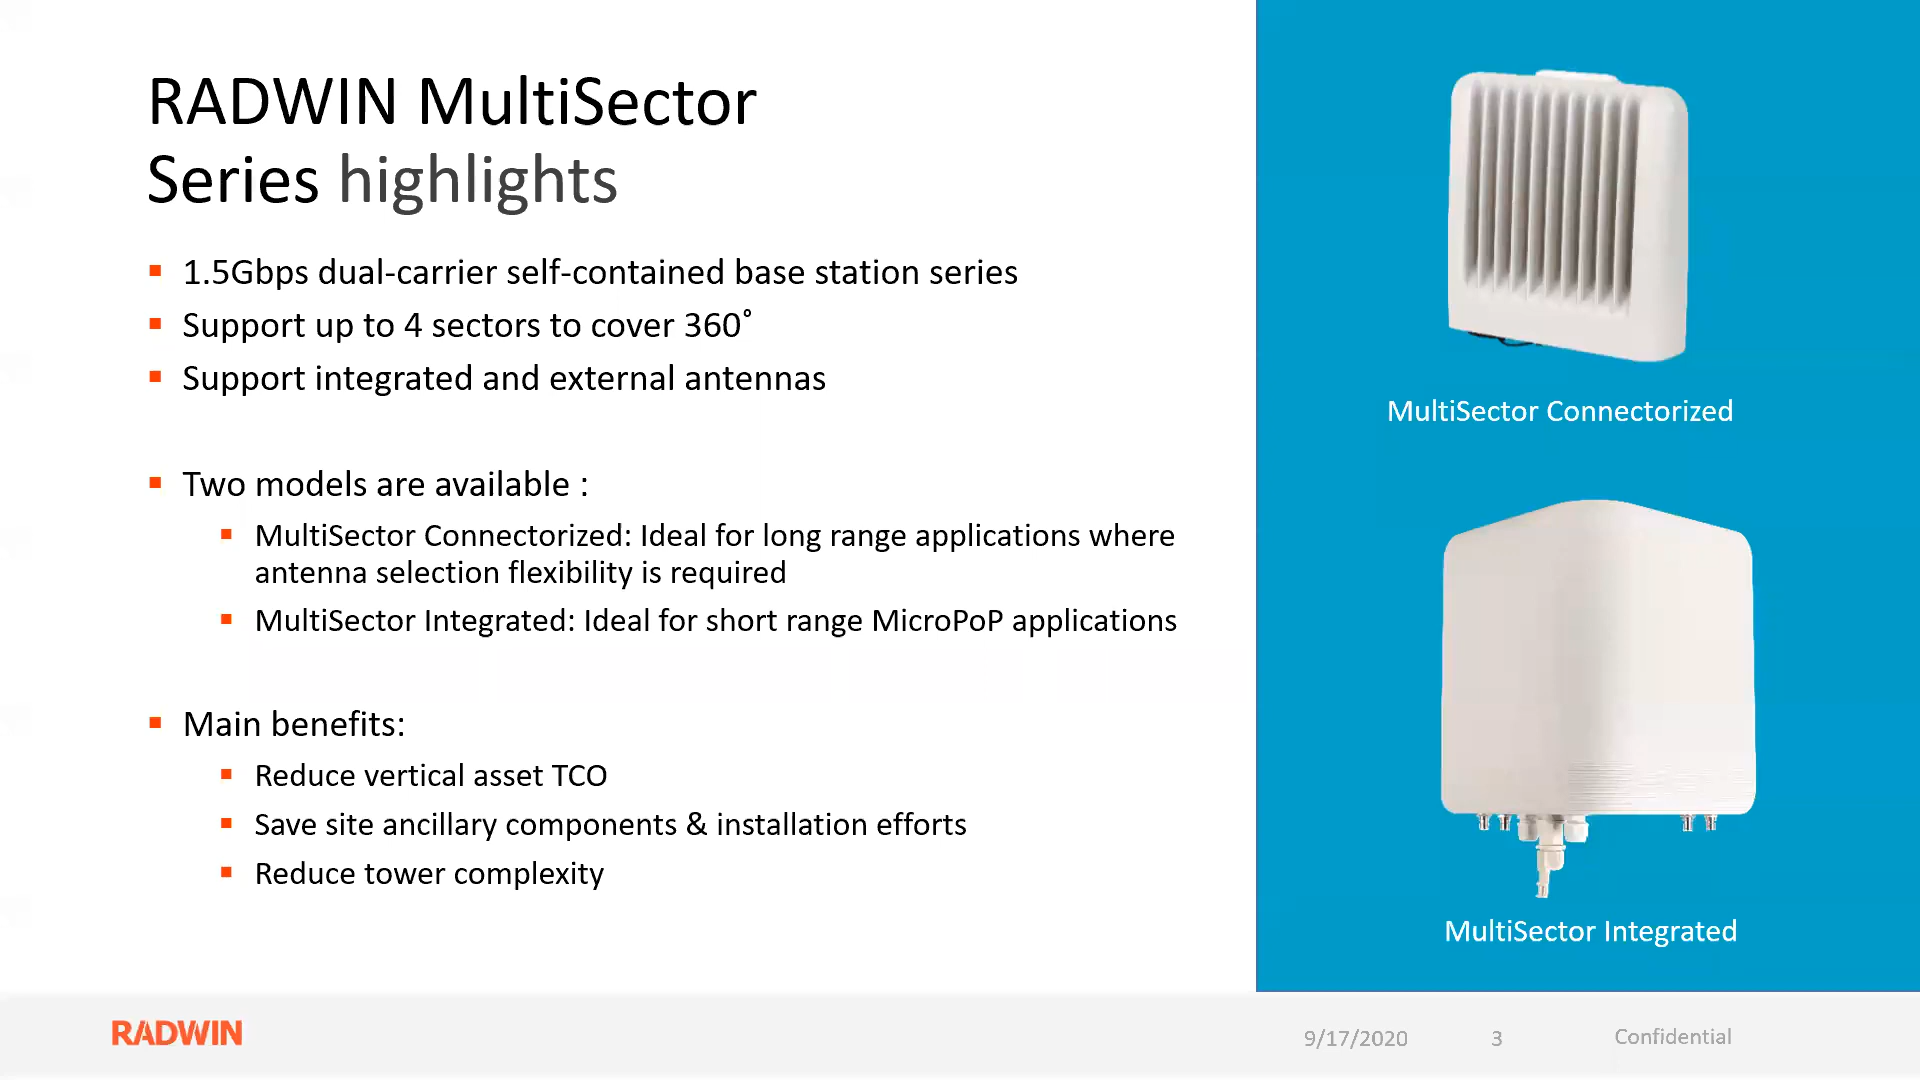 RADWIN MultiSector
Series highlights
1.5Gbps dual-carrier self-contained base station series
Support up to 4 sectors to cover 360˚
Support integrated and external antennas
Two models are available :
MultiSector Connectorized: Ideal for long range applications where
antenna selection flexibility is required
MultiSector Integrated: Ideal for short range MicroPoP applications
Main benefits:
Reduce vertical asset TCO
Save site ancillary components & installation efforts
Reduce tower complexity
MultiSector Connectorized
MultiSector Integrated
RADWIN
9/17/2020
3
Confidential